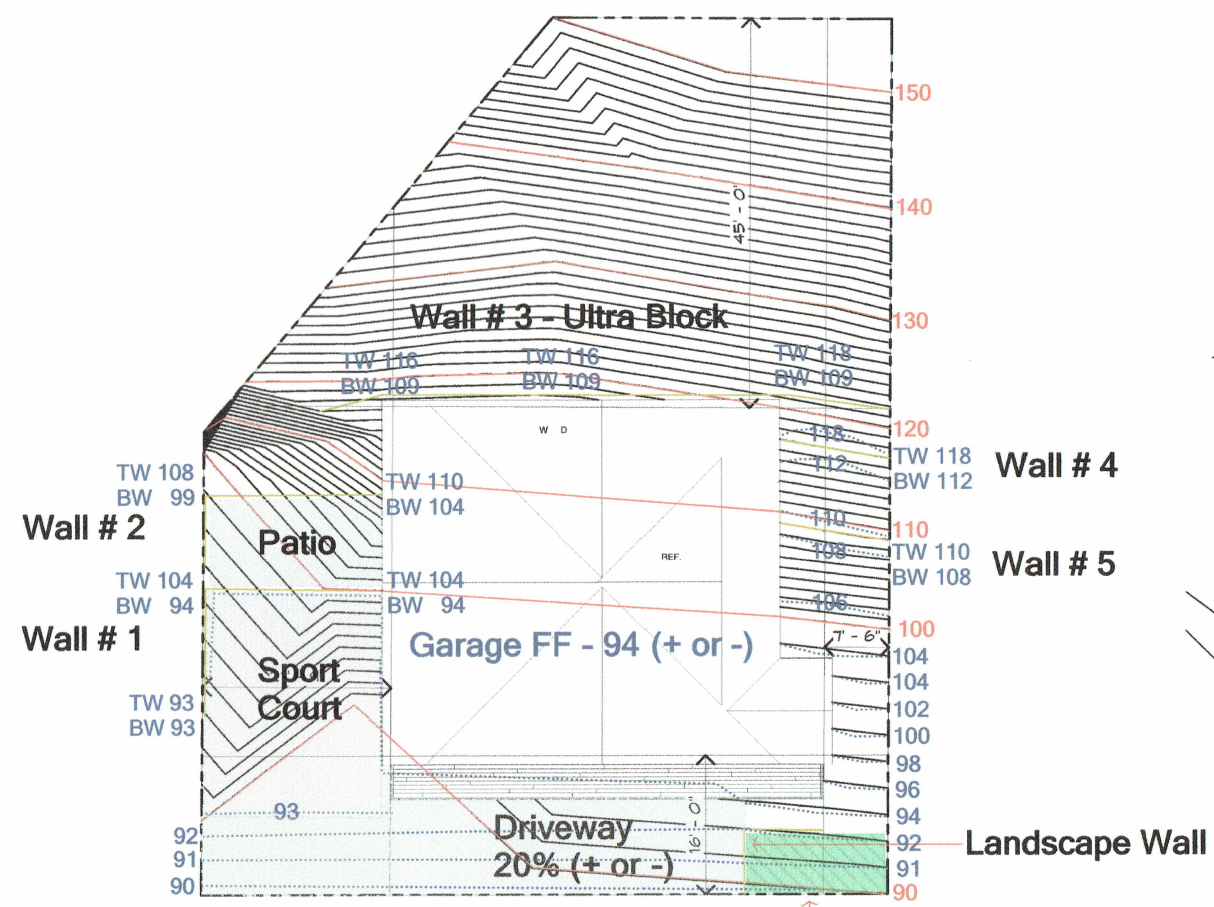 150
140
45' - 0"
130
Wall # 3 - Ultra Block
TW 116
BW 109
TW 116
BW 109
TW 118
BW 109
120
W D
118
TW 118
BW 112
Wall # 4
112
TW 108
BW 99
TW 110
BW 104
110
110
Wall # 2
Patio
REF.
108
TW 110
BW 108
Wall # 5
TW 104
BW 94
TW 104
BW 94
106
100
Wall # 1
Garage FF - 94 (+ or -)
7' - 6"
104
Sport
Court
104
TW 93
BW 93
102
100
98
96
93
94
16' - 0"
Driveway
20% (+ or -)
92
92
Landscape Wall
91
91
90
90